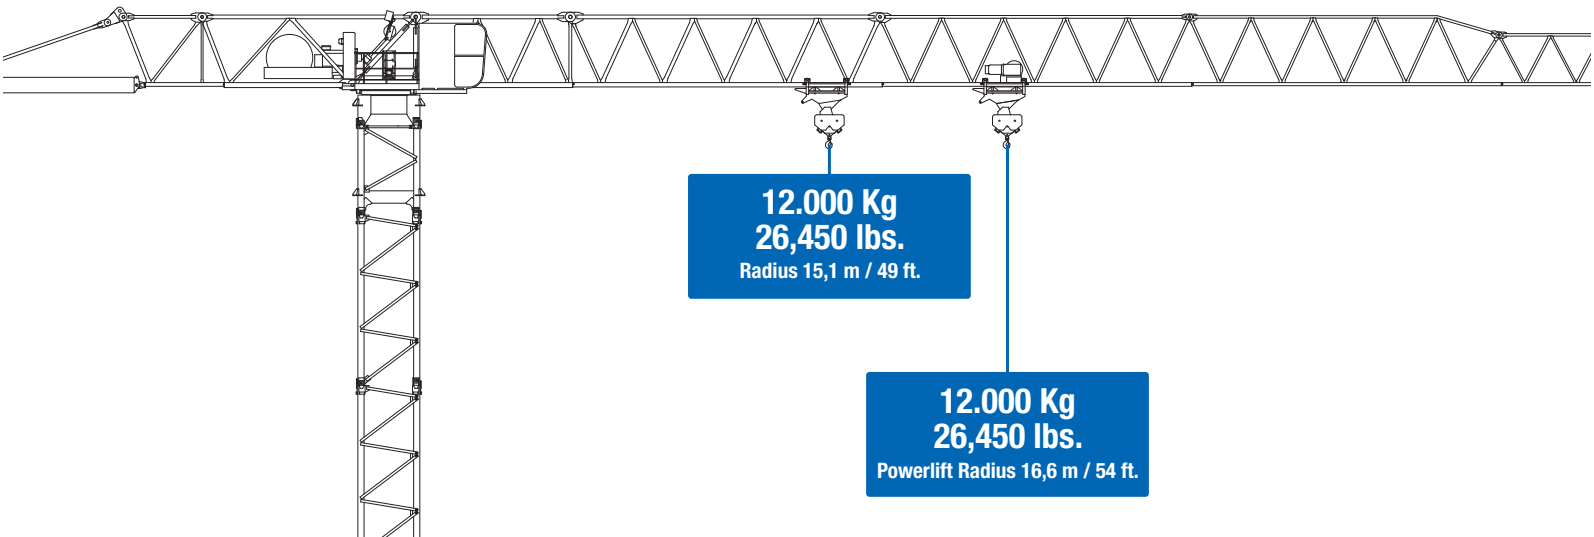 12.000 Kg
26,450 lbs.
Radius 15,1 m / 49 ft.
12.000 Kg
26,450 lbs.
Powerlift Radius 16,6 m / 54 ft.